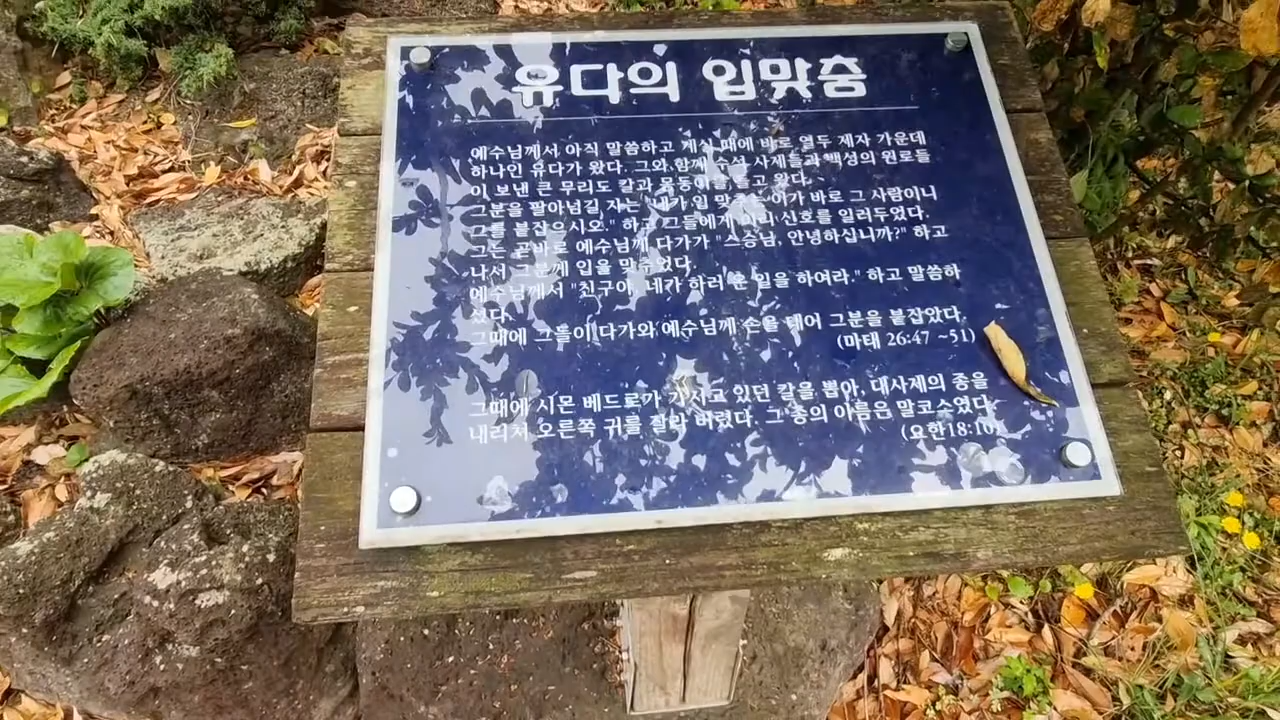 유다의 입맞춤
예수님께서 아직 말씀하고 계실 때에 바로 열두 제자 가운데
하나인 유다가 왔다. 그와 함께 수석 사제들과 백성의 원로들
이 보낸 큰 무리도 칼과 몽둥이를 들고 왔다.
그분을 팔아넘길 자는 "내가 입 맞추는 이가 바로 그 사람이니
그를 붙잡으시오." 하고 그들에게 미리 신호를 일러두었다.
그는 곧바로 예수님께 다가가 "스승님, 안녕하십니까?" 하고
나서 그분께 입을 맞추었다.
예수님께서 "친구야, 네가 하러 온 일을 하여라." 하고 말씀하
셨다.
그때에 그들이 다가와 예수님께 손을 대어 그분을 붙잡았다.
(마태 26:47 ~51)
그때에 시몬 베드로가 가지고 있던 칼을 뽑아, 대사제의 종을
내리쳐 오른쪽 귀를 잘라 버렸다. 그 종의 이름은 말코스였다.
(요한18:10)